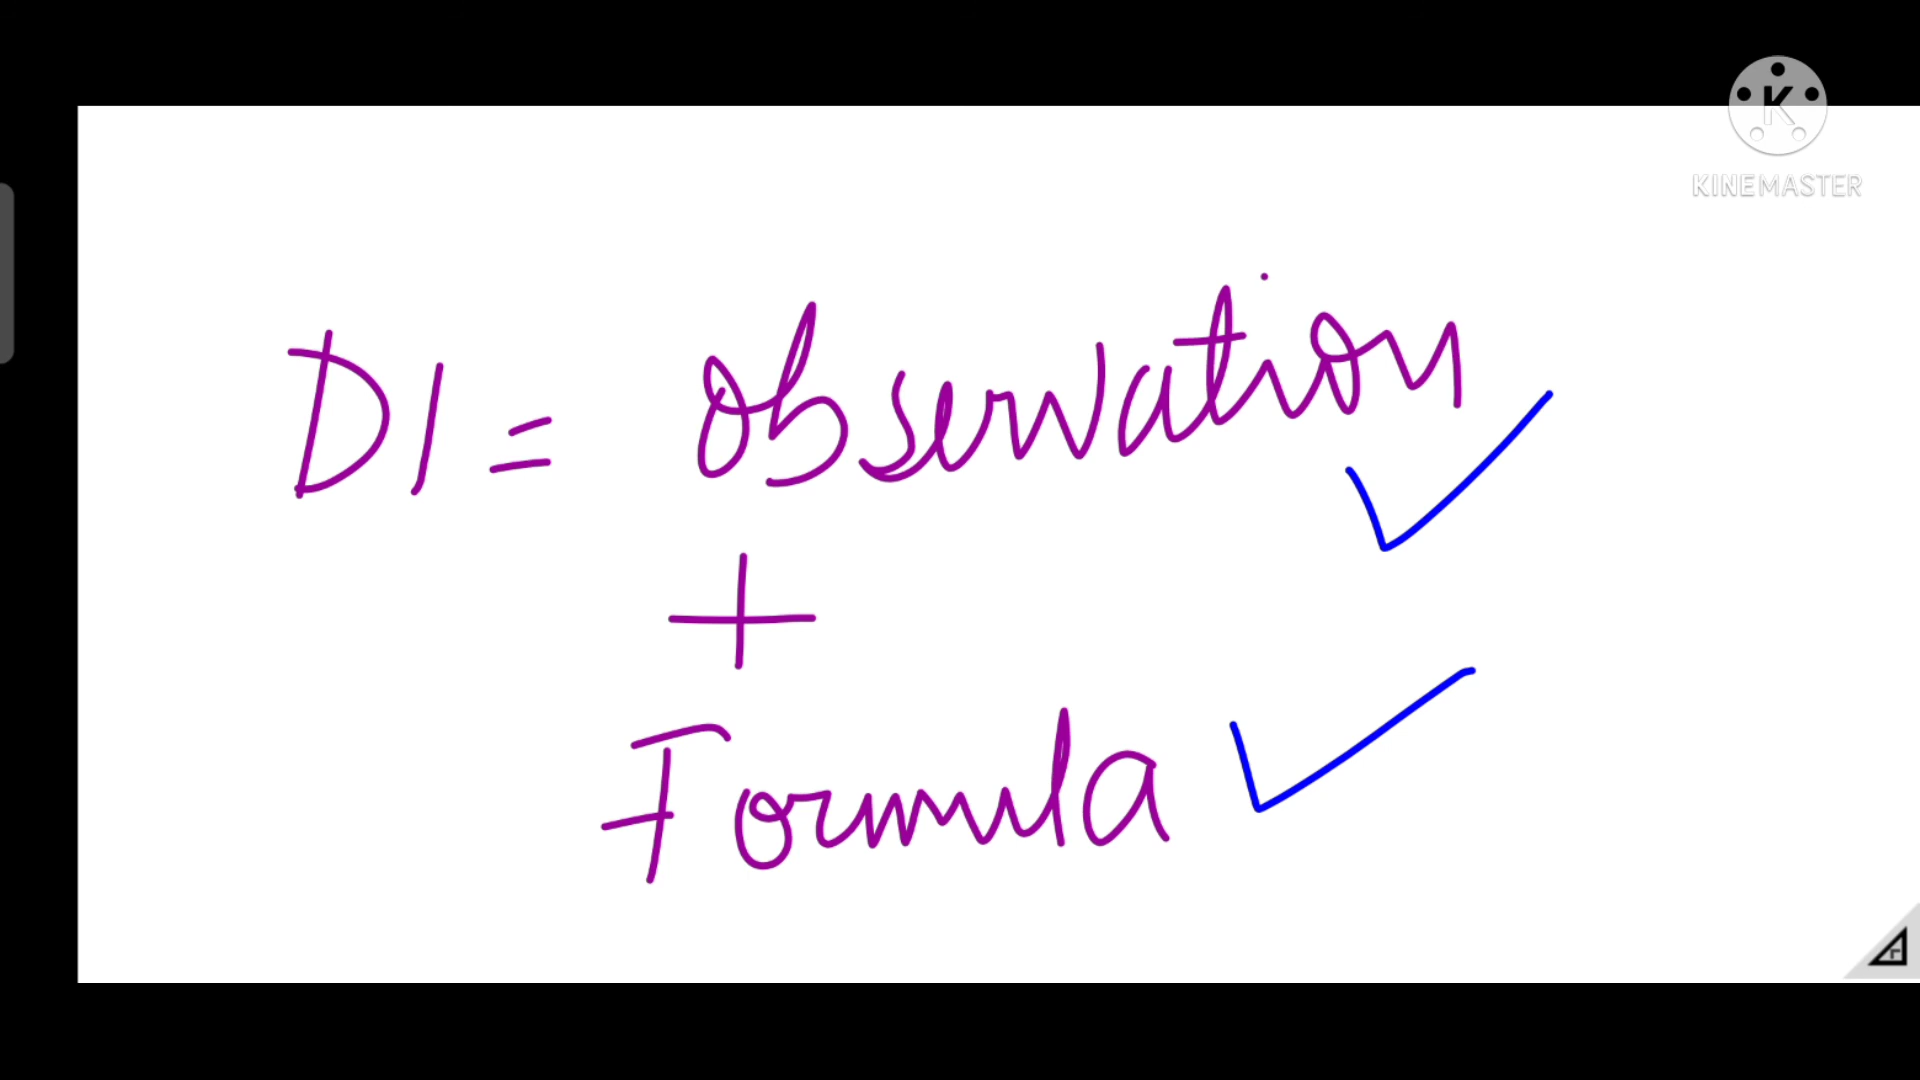 KINEMASTER
DI = Observation
+
Formula